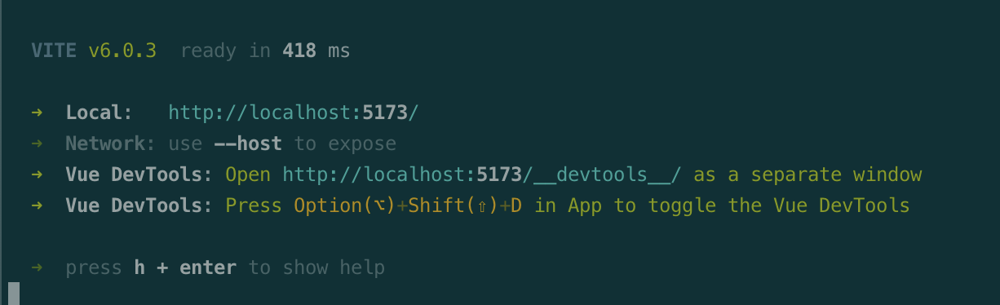 VITE v6.0.3  ready in 418 ms
➜  Local:   http://localhost:5173/
➜  Network: use --host to expose
➜  Vue DevTools: Open http://localhost:5173/__devtools__/ as a separate window
➜  Vue DevTools: Press Option(⌥)+Shift(⇧)+D in App to toggle the Vue DevTools
➜  press h + enter to show help